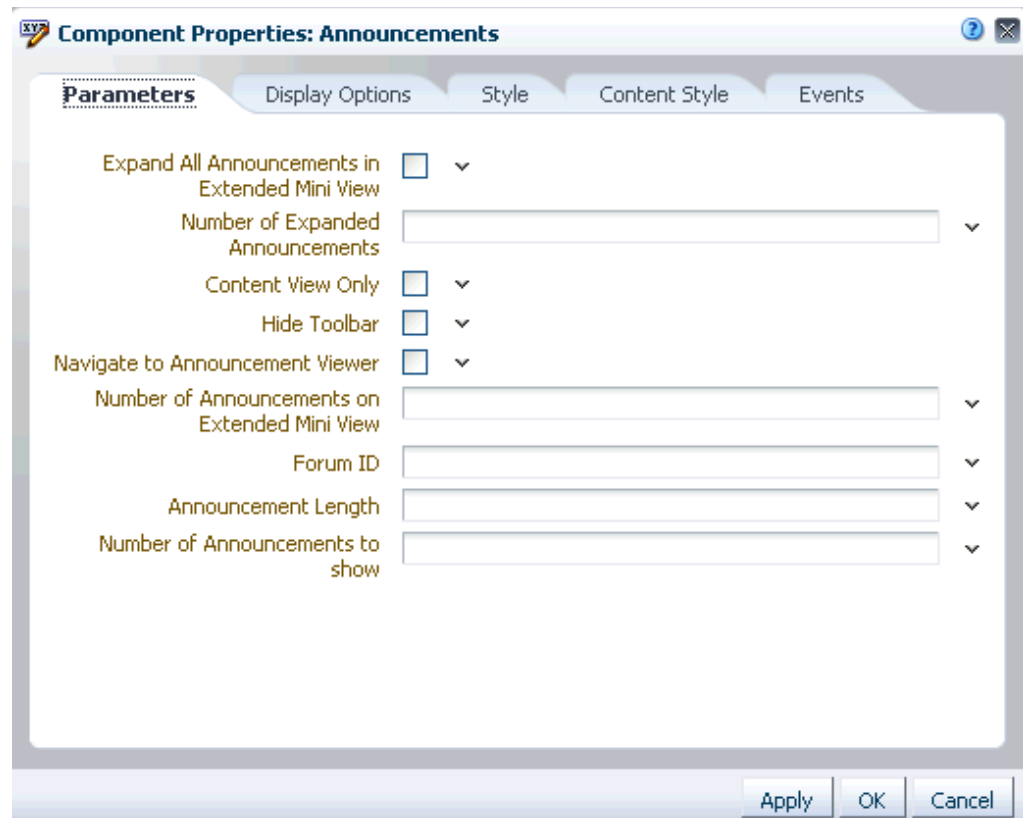 Component Properties: Announcements
Parameters Display Options Style Content Style Events
Expand All Announcements in
Extended Mini View
Number of Expanded
Announcements
Content View Only
Hide Toolbar
Navigate to Announcement Viewer
Number of Announcements on
Extended Mini View
Forum ID
Announcement Length
Number of Announcements to
show
Apply OK Cancel